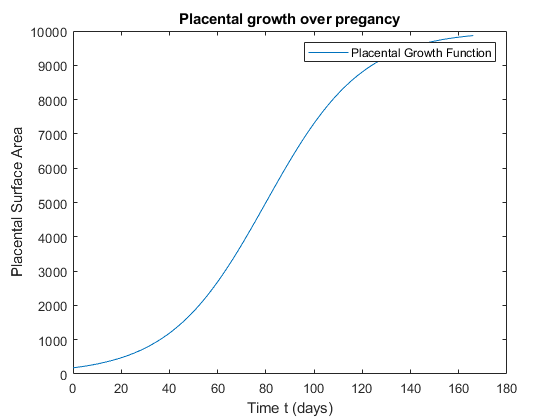 Placental growth over pregancy
Placental Growth Function
10000
9000
8000
7000
6000
5000
4000
3000
2000
1000
0
Placental Surface Area
0 20 40 60 80 100 120 140 160 180
Time t (days)